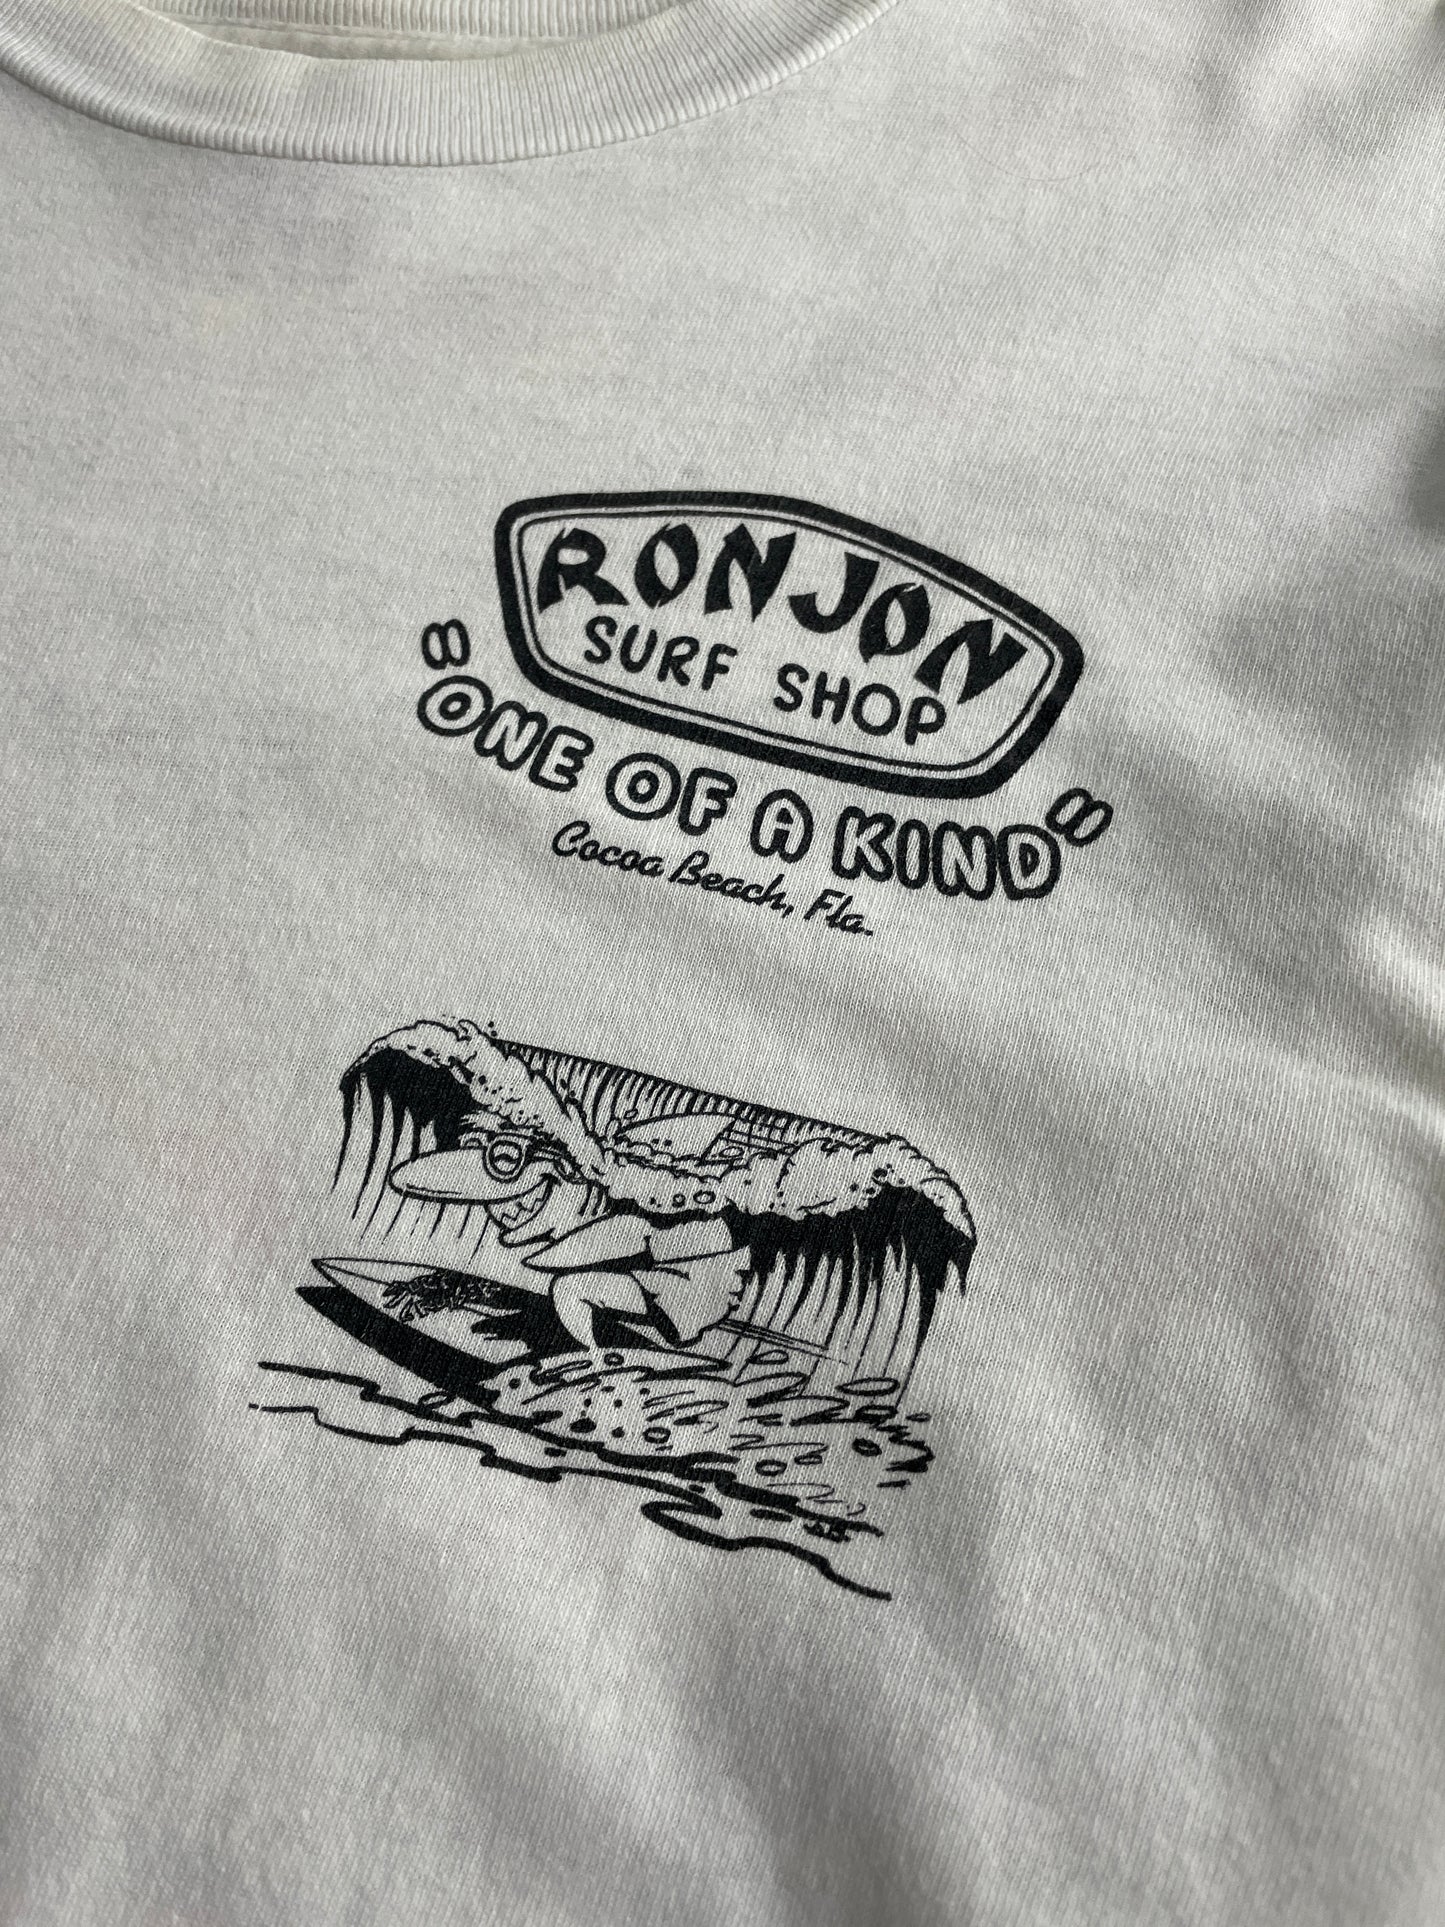 RON JON
SURF SHOP
"ONE OF A KIND"
Cocoa Beach, Fla.